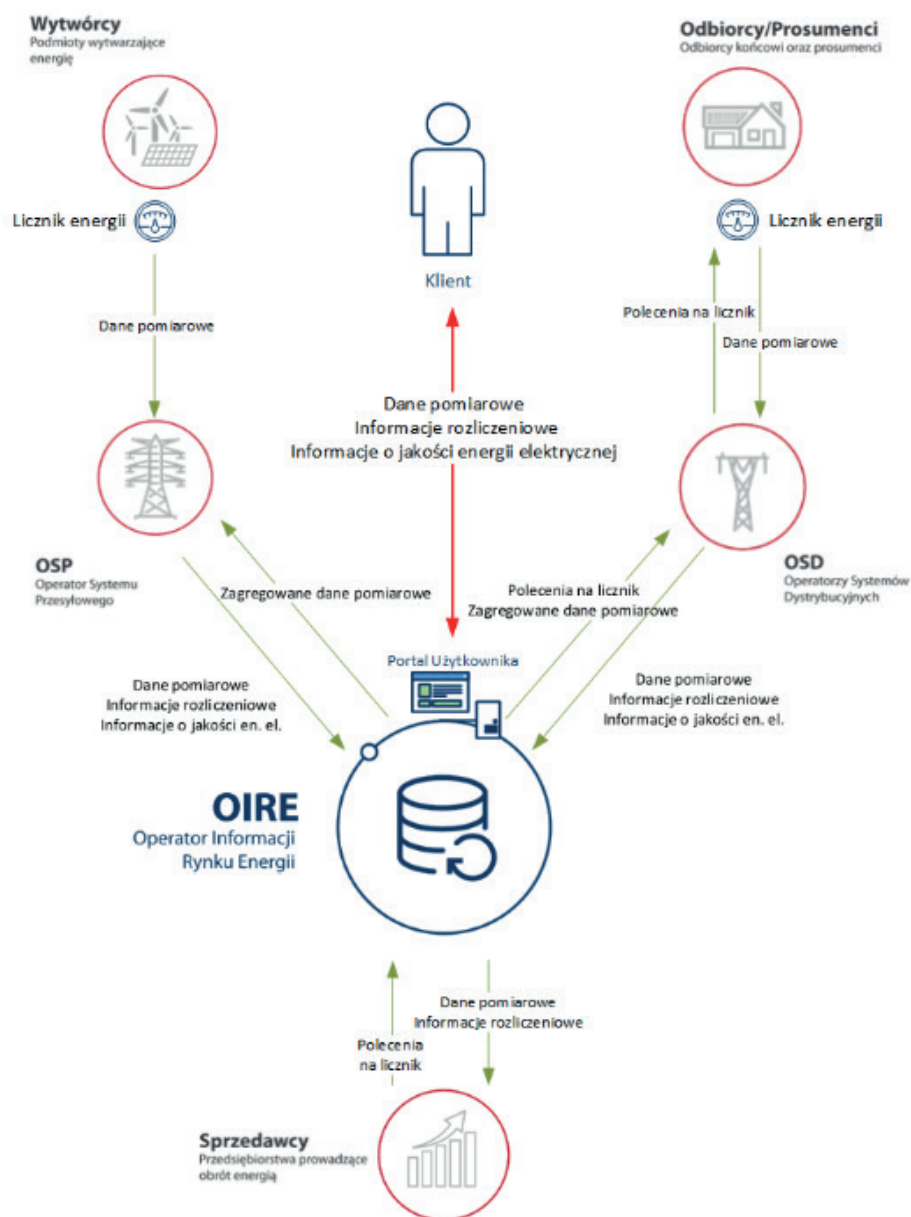 Wytwórcy
Podmioty wytwarzające
energię
Odbiorcy/Prosumenci
Odbiorcy końcowi oraz prosumenci
Licznik energii
Licznik energii
Klient
Dane pomiarowe
Polecenia na licznik
Dane pomiarowe
Dane pomiarowe
Informacje rozliczeniowe
Informacje o jakości energii elektrycznej
OSP
Operator Systemu
Przesyłowego
OSD
Operatorzy Systemów
Dystrybucyjnych
Zagregowane dane pomiarowe
Polecenia na licznik
Zagregowane dane pomiarowe
Portal Użytkownika
Dane pomiarowe
Informacje rozliczeniowe
Informacje o jakości en. el.
Dane pomiarowe
Informacje rozliczeniowe
Informacje o jakości en. el.
OIRE
Operator Informacji
Rynku Energii
Dane pomiarowe
Informacje rozliczeniowe
Polecenia
na licznik
Sprzedawcy
Przedsiębiorstwa prowadzące
obrót energią